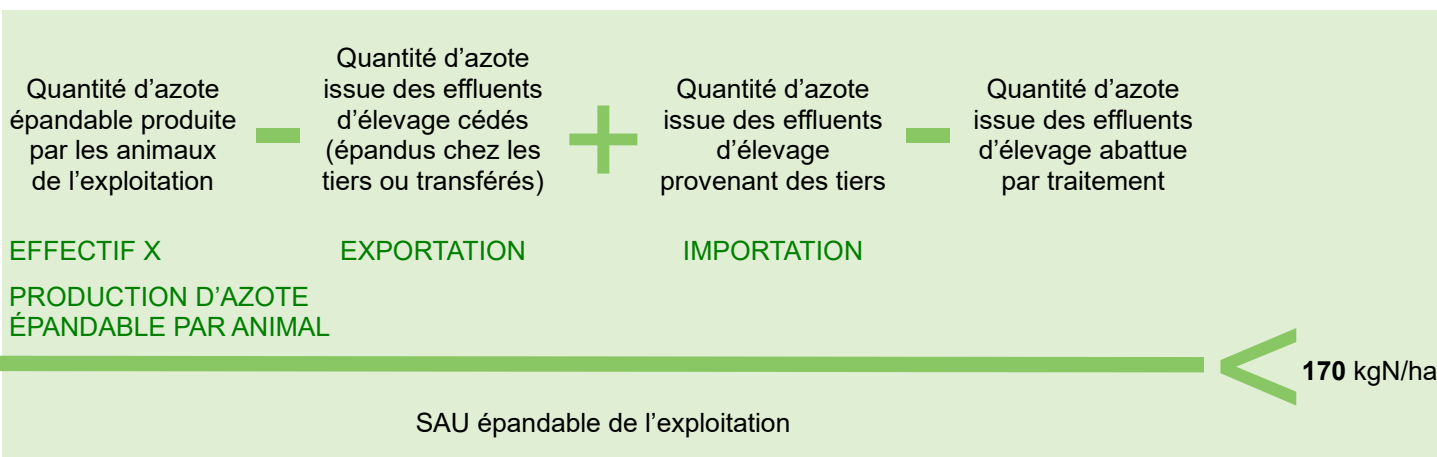 Quantité d’azote
épandable produite
par les animaux
de l’exploitation
-
Quantité d’azote
issue des effluents
d’élevage cédés
(épandus chez les
tiers ou transférés)
+
Quantité d’azote
issue des effluents
d’élevage
provenant des tiers
-
Quantité d’azote
issue des effluents
d’élevage abattue
par traitement
EFFECTIF X
PRODUCTION D’AZOTE
ÉPANDABLE PAR ANIMAL
EXPORTATION
IMPORTATION
< 170 kgN/ha
SAU épandable de l’exploitation